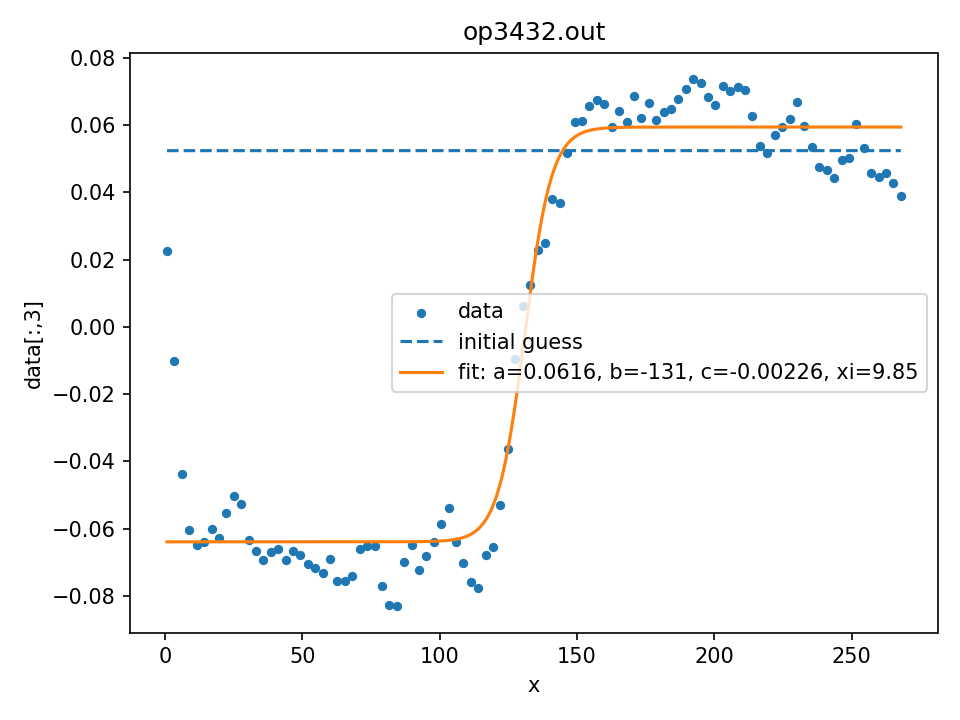 op3432.out
0.08
0.06
0.04
0.02
0.00
−0.02
−0.04
−0.06
−0.08
data[:,3]
data
initial guess
fit: a=0.0616, b=-131, c=-0.00226, xi=9.85
0 50 100 150 200 250
x